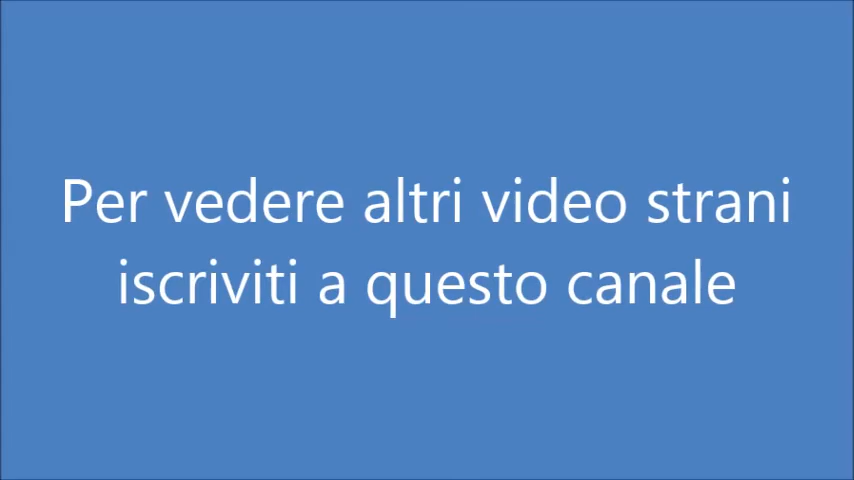 Per vedere altri video strani
iscriviti a questo canale